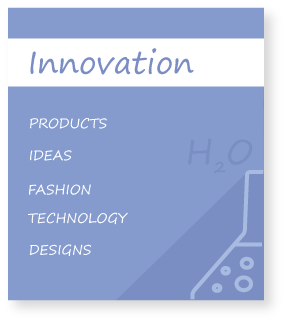 Innovation
PRODUCTS
IDEAS
H₂O
FASHION
TECHNOLOGY
DESIGNS